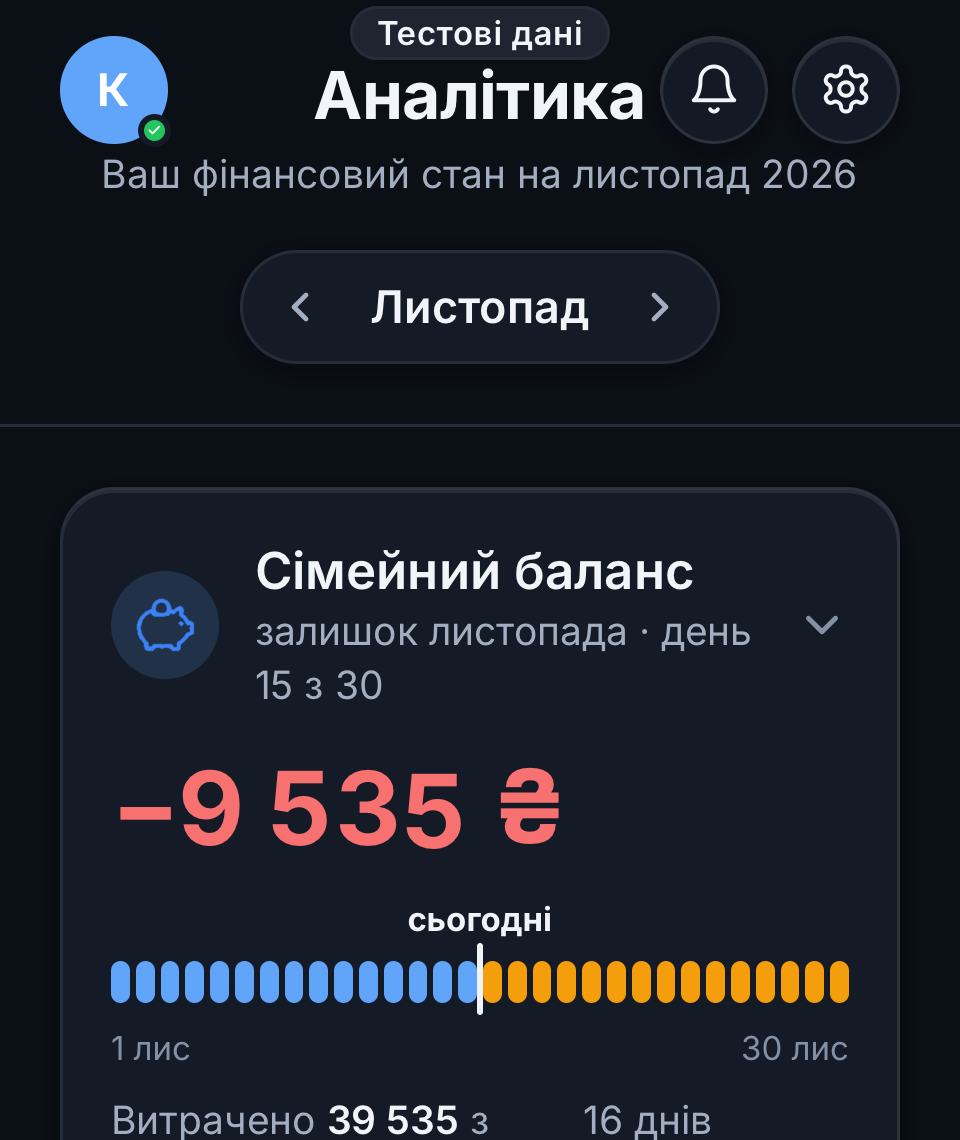 Тестові дані
К
Аналітика
Ваш фінансовий стан на листопад 2026
Листопад
Сімейний баланс
залишок листопада · день
15 з 30
−9 535 ₴
сьогодні
1 лис
30 лис
Витрачено 39 535 з
16 днів